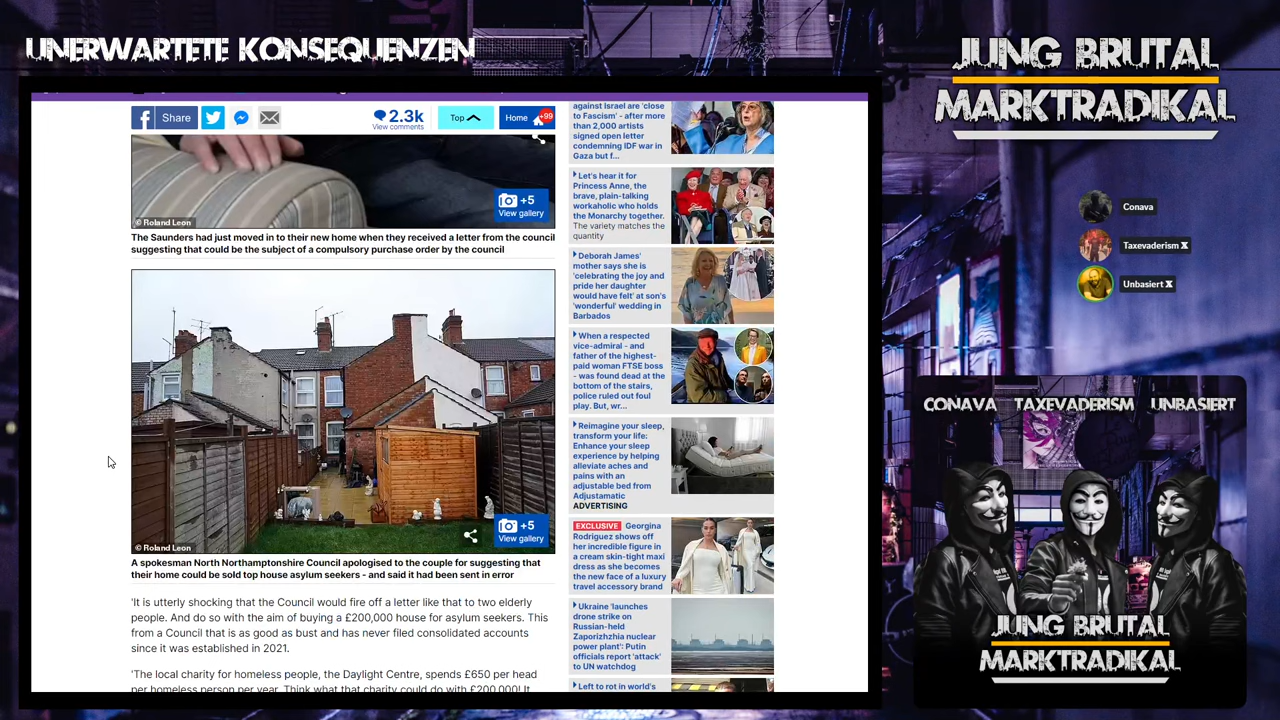 UNERWARTETE KONSEQUENZEN
JUNG BRUTAL
MARKTRADIKAL
Share
2.3k
View comments
Top
Home
+99
+5
View gallery
© Roland Leon
The Saunders had just moved in to their new home when they received a letter from the council
suggesting that could be the subject of a compulsory purchase order by the council
+5
View gallery
© Roland Leon
A spokesman North Northamptonshire Council apologised to the couple for suggesting that
their home could be sold top house asylum seekers - and said it had been sent in error
'It is utterly shocking that the Council would fire off a letter like that to two elderly
people. And do so with the aim of buying a £200,000 house for asylum seekers. This
from a Council that is as good as bust and has never filed consolidated accounts
since it was established in 2021.
'The local charity for homeless people, the Daylight Centre, spends £650 per head
per homeless person per year. Think what that charity could do with £200,000! It
against Israel are 'close
to Fascism' - after more
than 2,000 artists
signed open letter
condemning IDF war in
Gaza but f...
Let's hear it for
Princess Anne, the
brave, plain-talking
workaholic who holds
the Monarchy together.
The variety matches the
quantity
Deborah James'
mother says she is
'celebrating the joy and
pride her daughter
would have felt' at son's
'wonderful' wedding in
Barbados
When a respected
vice-admiral - and
father of the highest-
paid woman FTSE boss
- was found dead at the
bottom of the stairs,
police ruled out foul
play. But, wr...
Reimagine your sleep,
transform your life:
Enhance your sleep
experience by helping
alleviate aches and
pains with an
adjustable bed from
Adjustamatic
ADVERTISING
EXCLUSIVE Georgina
Rodriguez shows off
her incredible figure in
a cream skin-tight maxi
dress as she becomes
the new face of a luxury
travel accessory brand
Ukraine 'launches
drone strike on
Russian-held
Zaporizhzhia nuclear
power plant': Putin
officials report 'attack'
to UN watchdog
Left to rot in world's
Conava
Taxevaderism X
Unbasiert X
CONAVA TAXEVADERISM UNBASIERT
JUNG BRUTAL
MARKTRADIKAL